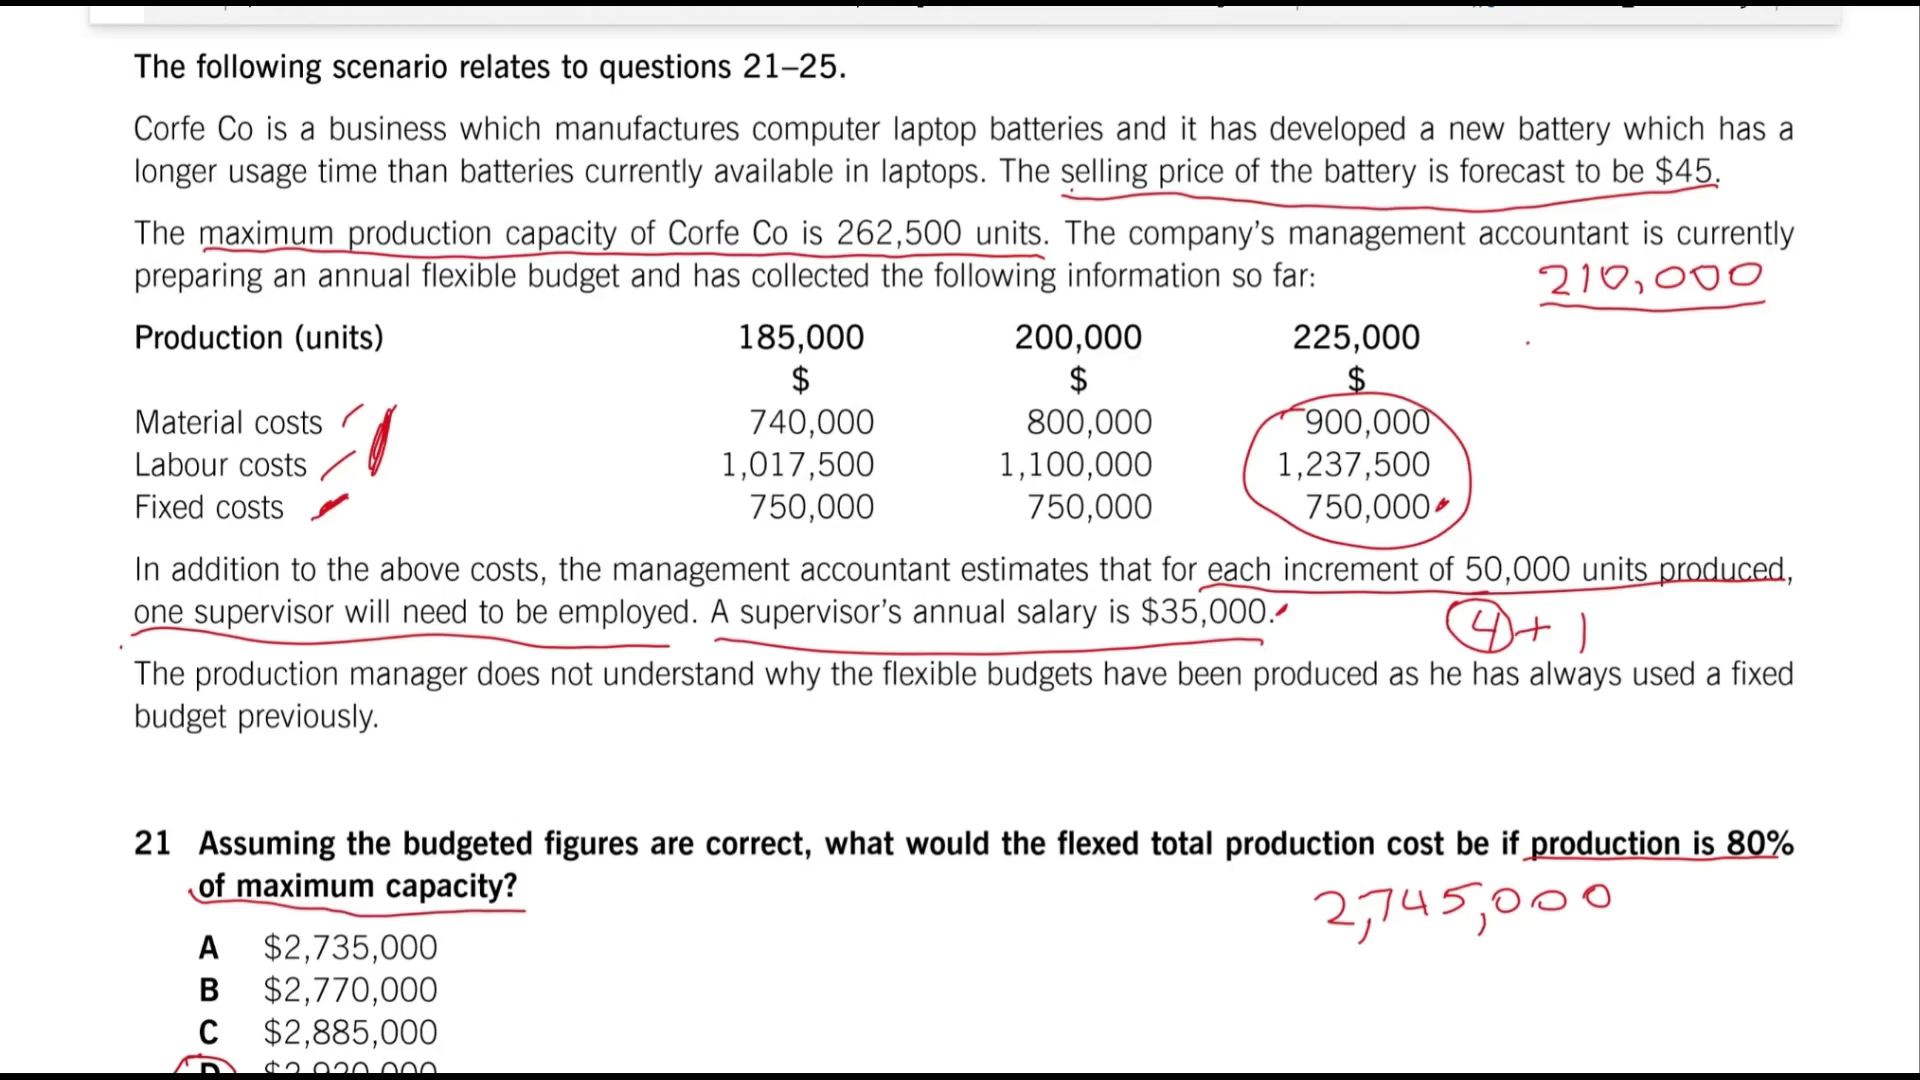 The following scenario relates to questions 21–25.
Corfe Co is a business which manufactures computer laptop batteries and it has developed a new battery which has a
longer usage time than batteries currently available in laptops. The selling price of the battery is forecast to be $45.
The maximum production capacity of Corfe Co is 262,500 units. The company's management accountant is currently
preparing an annual flexible budget and has collected the following information so far:
210,000
Production (units) 185,000 200,000 225,000
$ $ $
Material costs 740,000 800,000 900,000
Labour costs 1,017,500 1,100,000 1,237,500
Fixed costs 750,000 750,000 750,000
In addition to the above costs, the management accountant estimates that for each increment of 50,000 units produced,
one supervisor will need to be employed. A supervisor's annual salary is $35,000.
4 + 1
The production manager does not understand why the flexible budgets have been produced as he has always used a fixed
budget previously.
21 Assuming the budgeted figures are correct, what would the flexed total production cost be if production is 80%
of maximum capacity?
2,745,000
A $2,735,000
B $2,770,000
C $2,885,000
D $2,920,000